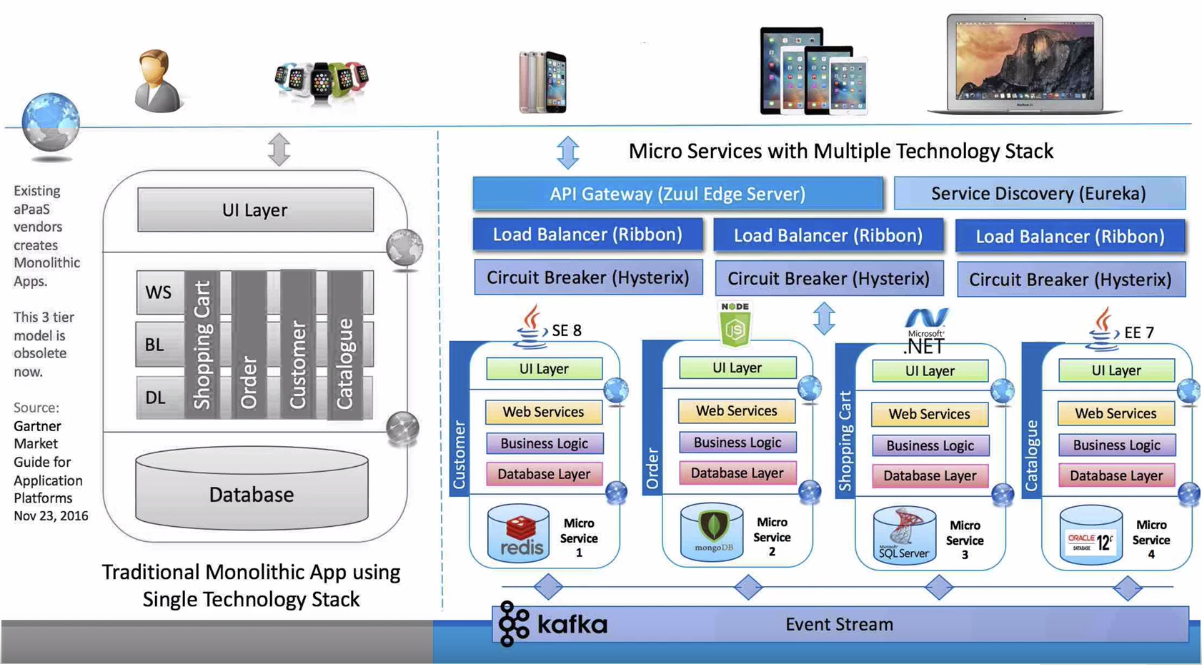 Existing
aPaaS
vendors
creates
Monolithic
Apps.
This 3 tier
model is
obsolete
now.
Source:
Gartner
Market
Guide for
Application
Platforms
Nov 23, 2016
UI Layer
WS
BL
DL
Shopping Cart
Order
Customer
Catalogue
Database
Traditional Monolithic App using
Single Technology Stack
Micro Services with Multiple Technology Stack
API Gateway (Zuul Edge Server)
Service Discovery (Eureka)
Load Balancer (Ribbon)
Load Balancer (Ribbon)
Load Balancer (Ribbon)
Circuit Breaker (Hysterix)
Circuit Breaker (Hysterix)
Circuit Breaker (Hysterix)
SE 8
Customer
UI Layer
Web Services
Business Logic
Database Layer
redis
Micro
Service
1
NODE
JS
Order
UI Layer
Web Services
Business Logic
Database Layer
mongoDB
Micro
Service
2
Microsoft
.NET
Shopping Cart
UI Layer
Web Services
Business Logic
Database Layer
Microsoft
SQL Server
Micro
Service
3
EE 7
Catalogue
UI Layer
Web Services
Business Logic
Database Layer
ORACLE
DATABASE
12c
Micro
Service
4
kafka
Event Stream